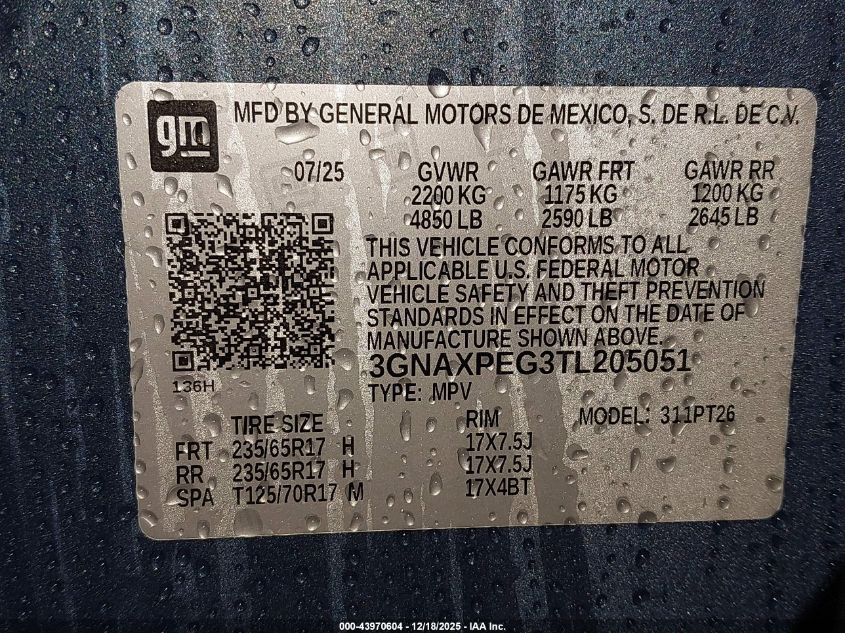 gm MFD BY GENERAL MOTORS DE MEXICO, S. DE R.L. DE C.V.
07/25 GVWR GAWR FRT GAWR RR
2200 KG 1175 KG 1200 KG
4850 LB 2590 LB 2645 LB
THIS VEHICLE CONFORMS TO ALL
APPLICABLE U.S. FEDERAL MOTOR
VEHICLE SAFETY AND THEFT PREVENTION
STANDARDS IN EFFECT ON THE DATE OF
MANUFACTURE SHOWN ABOVE.
3GNAXPEG3TL205051
136H
TYPE: MPV
TIRE SIZE RIM MODEL: 311PT26
FRT 235/65R17 H 17X7.5J
RR 235/65R17 H 17X7.5J
SPA T125/70R17 M 17X4BT
000-43970604 - 12/18/2025 - IAA Inc.